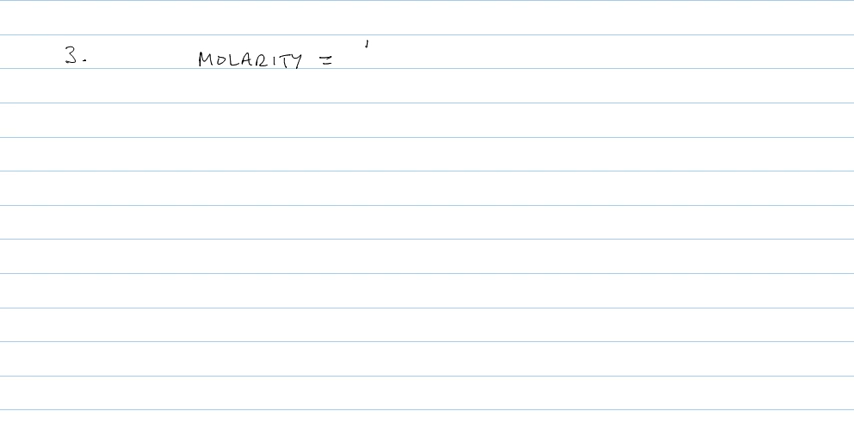 3. MOLARITY =